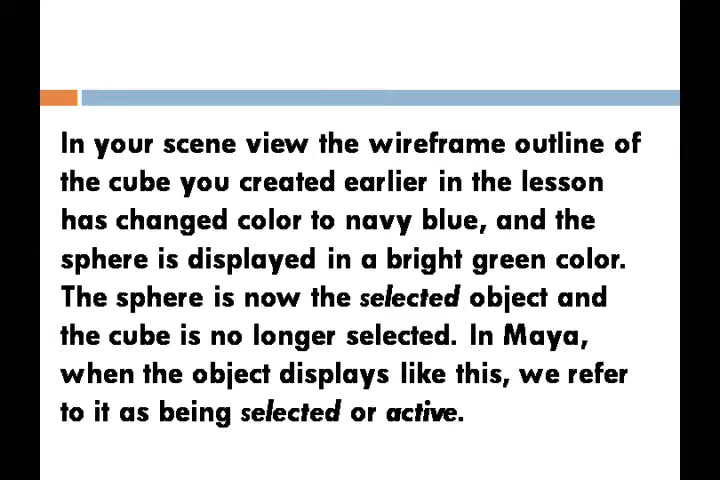 In your scene view the wireframe outline of
the cube you created earlier in the lesson
has changed color to navy blue, and the
sphere is displayed in a bright green color.
The sphere is now the selected object and
the cube is no longer selected. In Maya,
when the object displays like this, we refer
to it as being selected or active.